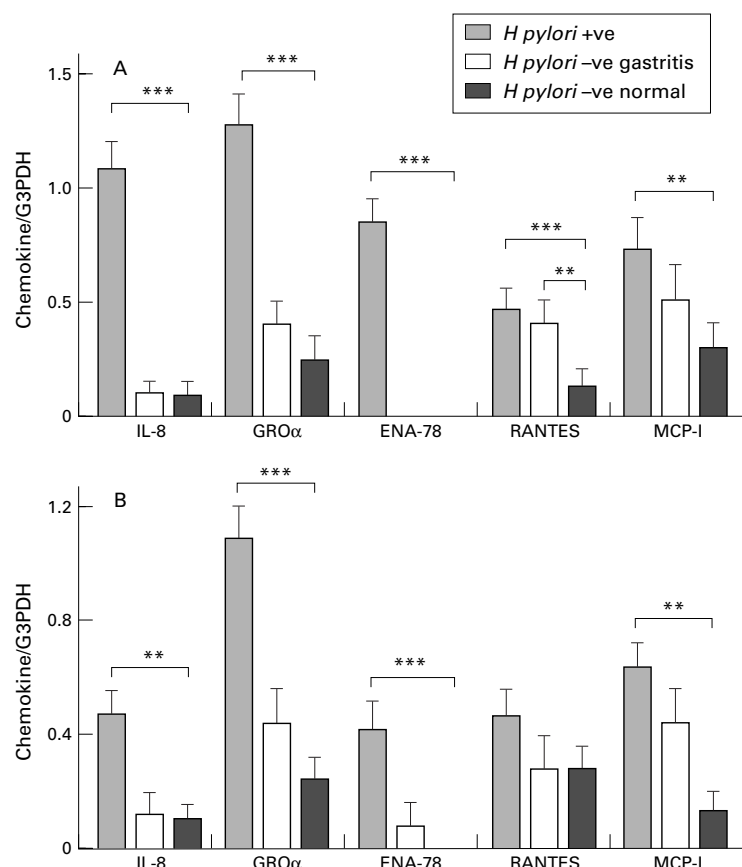 H pylori +ve
H pylori –ve gastritis
H pylori –ve normal
A
Chemokine/G3PDH
1.5
1.0
0.5
0
***
***
***
***
**
**
IL-8 GROα ENA-78 RANTES MCP-I
B
Chemokine/G3PDH
1.2
0.8
0.4
0
**
***
***
**
IL-8 GROα ENA-78 RANTES MCP-I